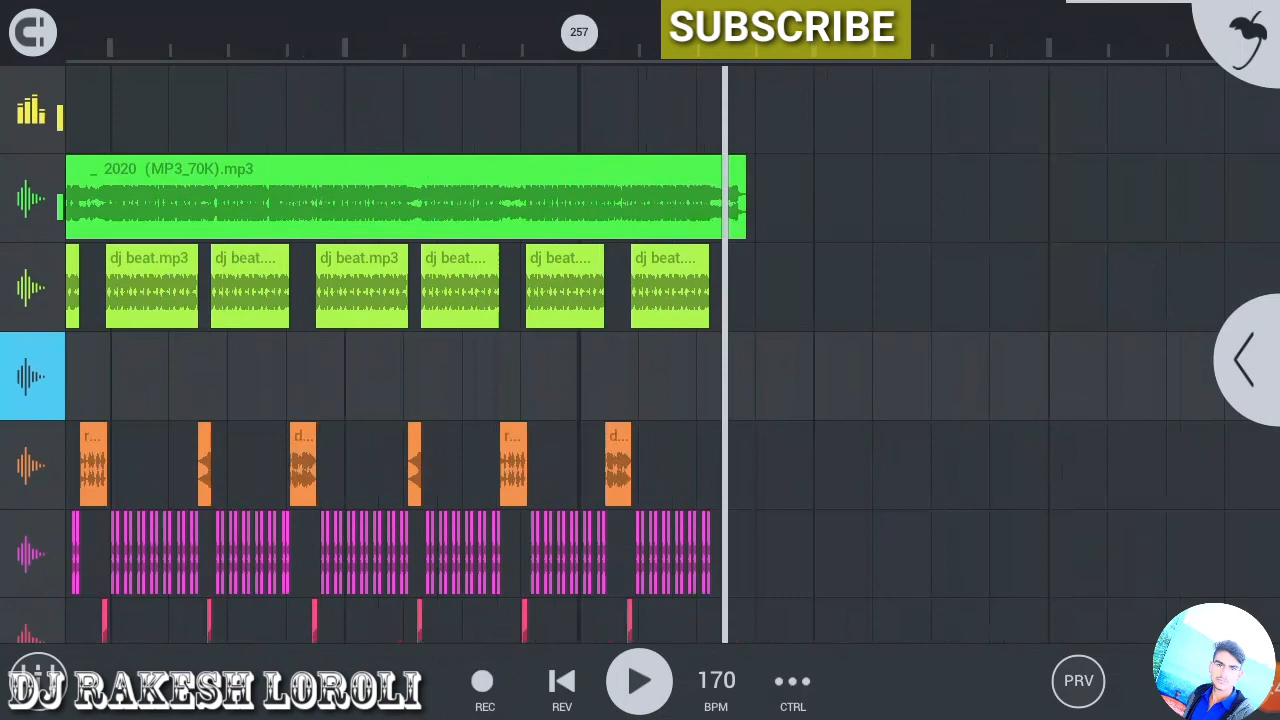 257
SUBSCRIBE
_ 2020 (MP3_70K).mp3
dj beat.mp3
dj beat....
dj beat.mp3
dj beat....
dj beat....
dj beat....
r...
d...
r...
d...
DJ RAKESH LOROLI
REC
REV
170
BPM
CTRL
PRV